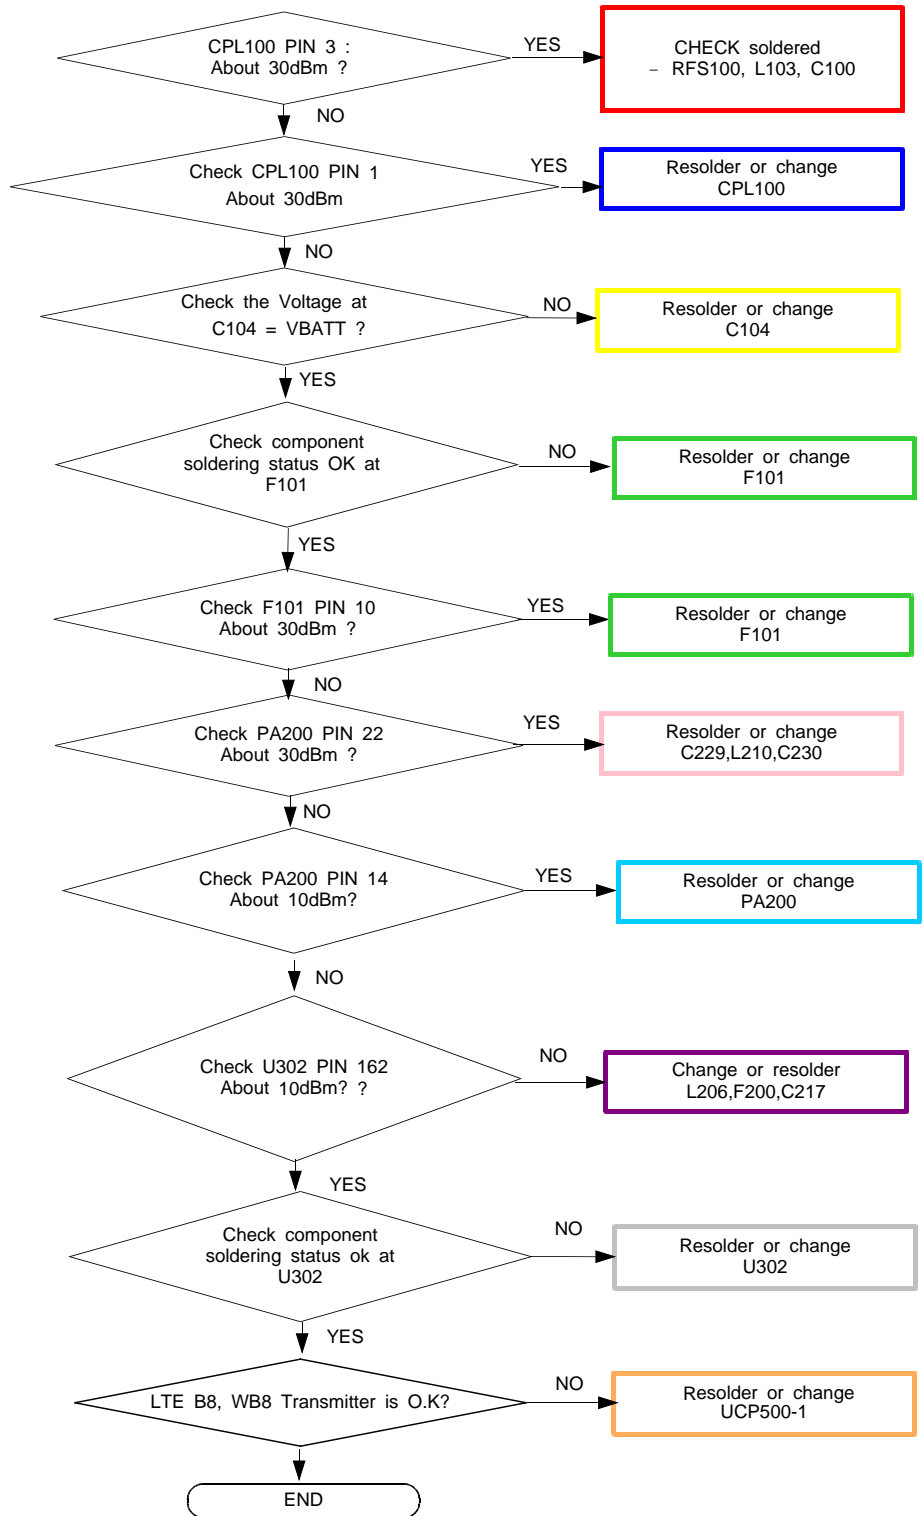 CPL100 PIN 3 :
About 30dBm ?
YES
CHECK soldered
– RFS100, L103, C100
NO
Check CPL100 PIN 1
About 30dBm
YES
Resolder or change
CPL100
NO
Check the Voltage at
C104 = VBATT ?
NO
Resolder or change
C104
YES
Check component
soldering status OK at
F101
NO
Resolder or change
F101
YES
Check F101 PIN 10
About 30dBm ?
YES
Resolder or change
F101
NO
Check PA200 PIN 22
About 30dBm ?
YES
Resolder or change
C229,L210,C230
NO
Check PA200 PIN 14
About 10dBm?
YES
Resolder or change
PA200
NO
Check U302 PIN 162
About 10dBm? ?
NO
Change or resolder
L206,F200,C217
YES
Check component
soldering status ok at
U302
NO
Resolder or change
U302
YES
LTE B8, WB8 Transmitter is O.K?
NO
Resolder or change
UCP500-1
END